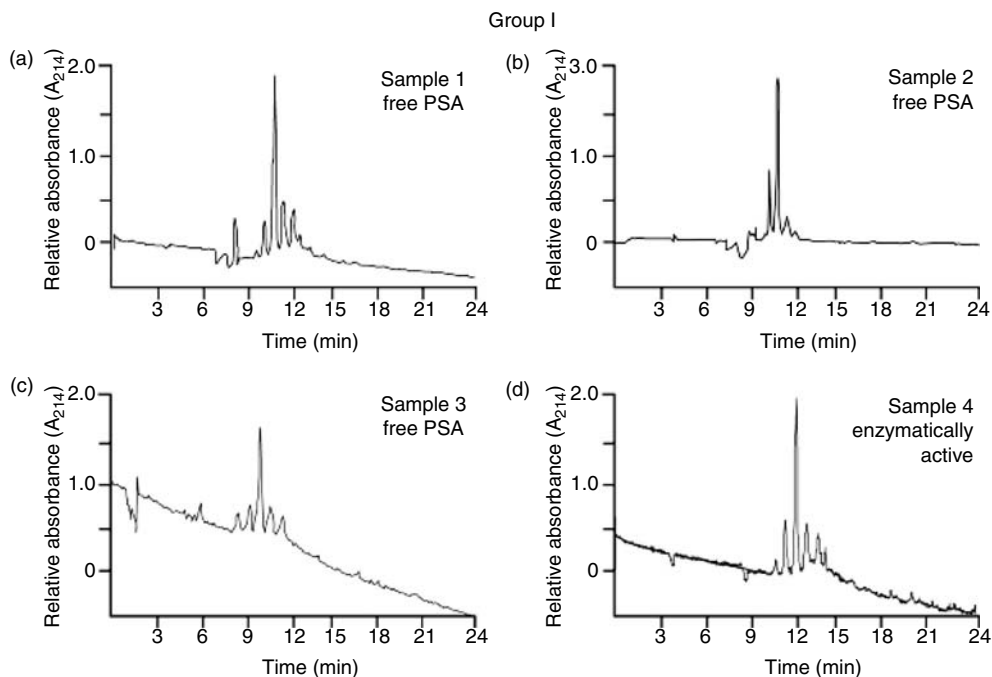 Group I
(a)
Relative absorbance (A214)
2.0
1.0
0
Sample 1
free PSA
3 6 9 12 15 18 21 24
Time (min)
(b)
Relative absorbance (A214)
3.0
1.0
0
Sample 2
free PSA
3 6 9 12 15 18 21 24
Time (min)
(c)
Relative absorbance (A214)
2.0
1.0
0
Sample 3
free PSA
3 6 9 12 15 18 21 24
Time (min)
(d)
Relative absorbance (A214)
2.0
1.0
0
Sample 4
enzymatically
active
3 6 9 12 15 18 21 24
Time (min)